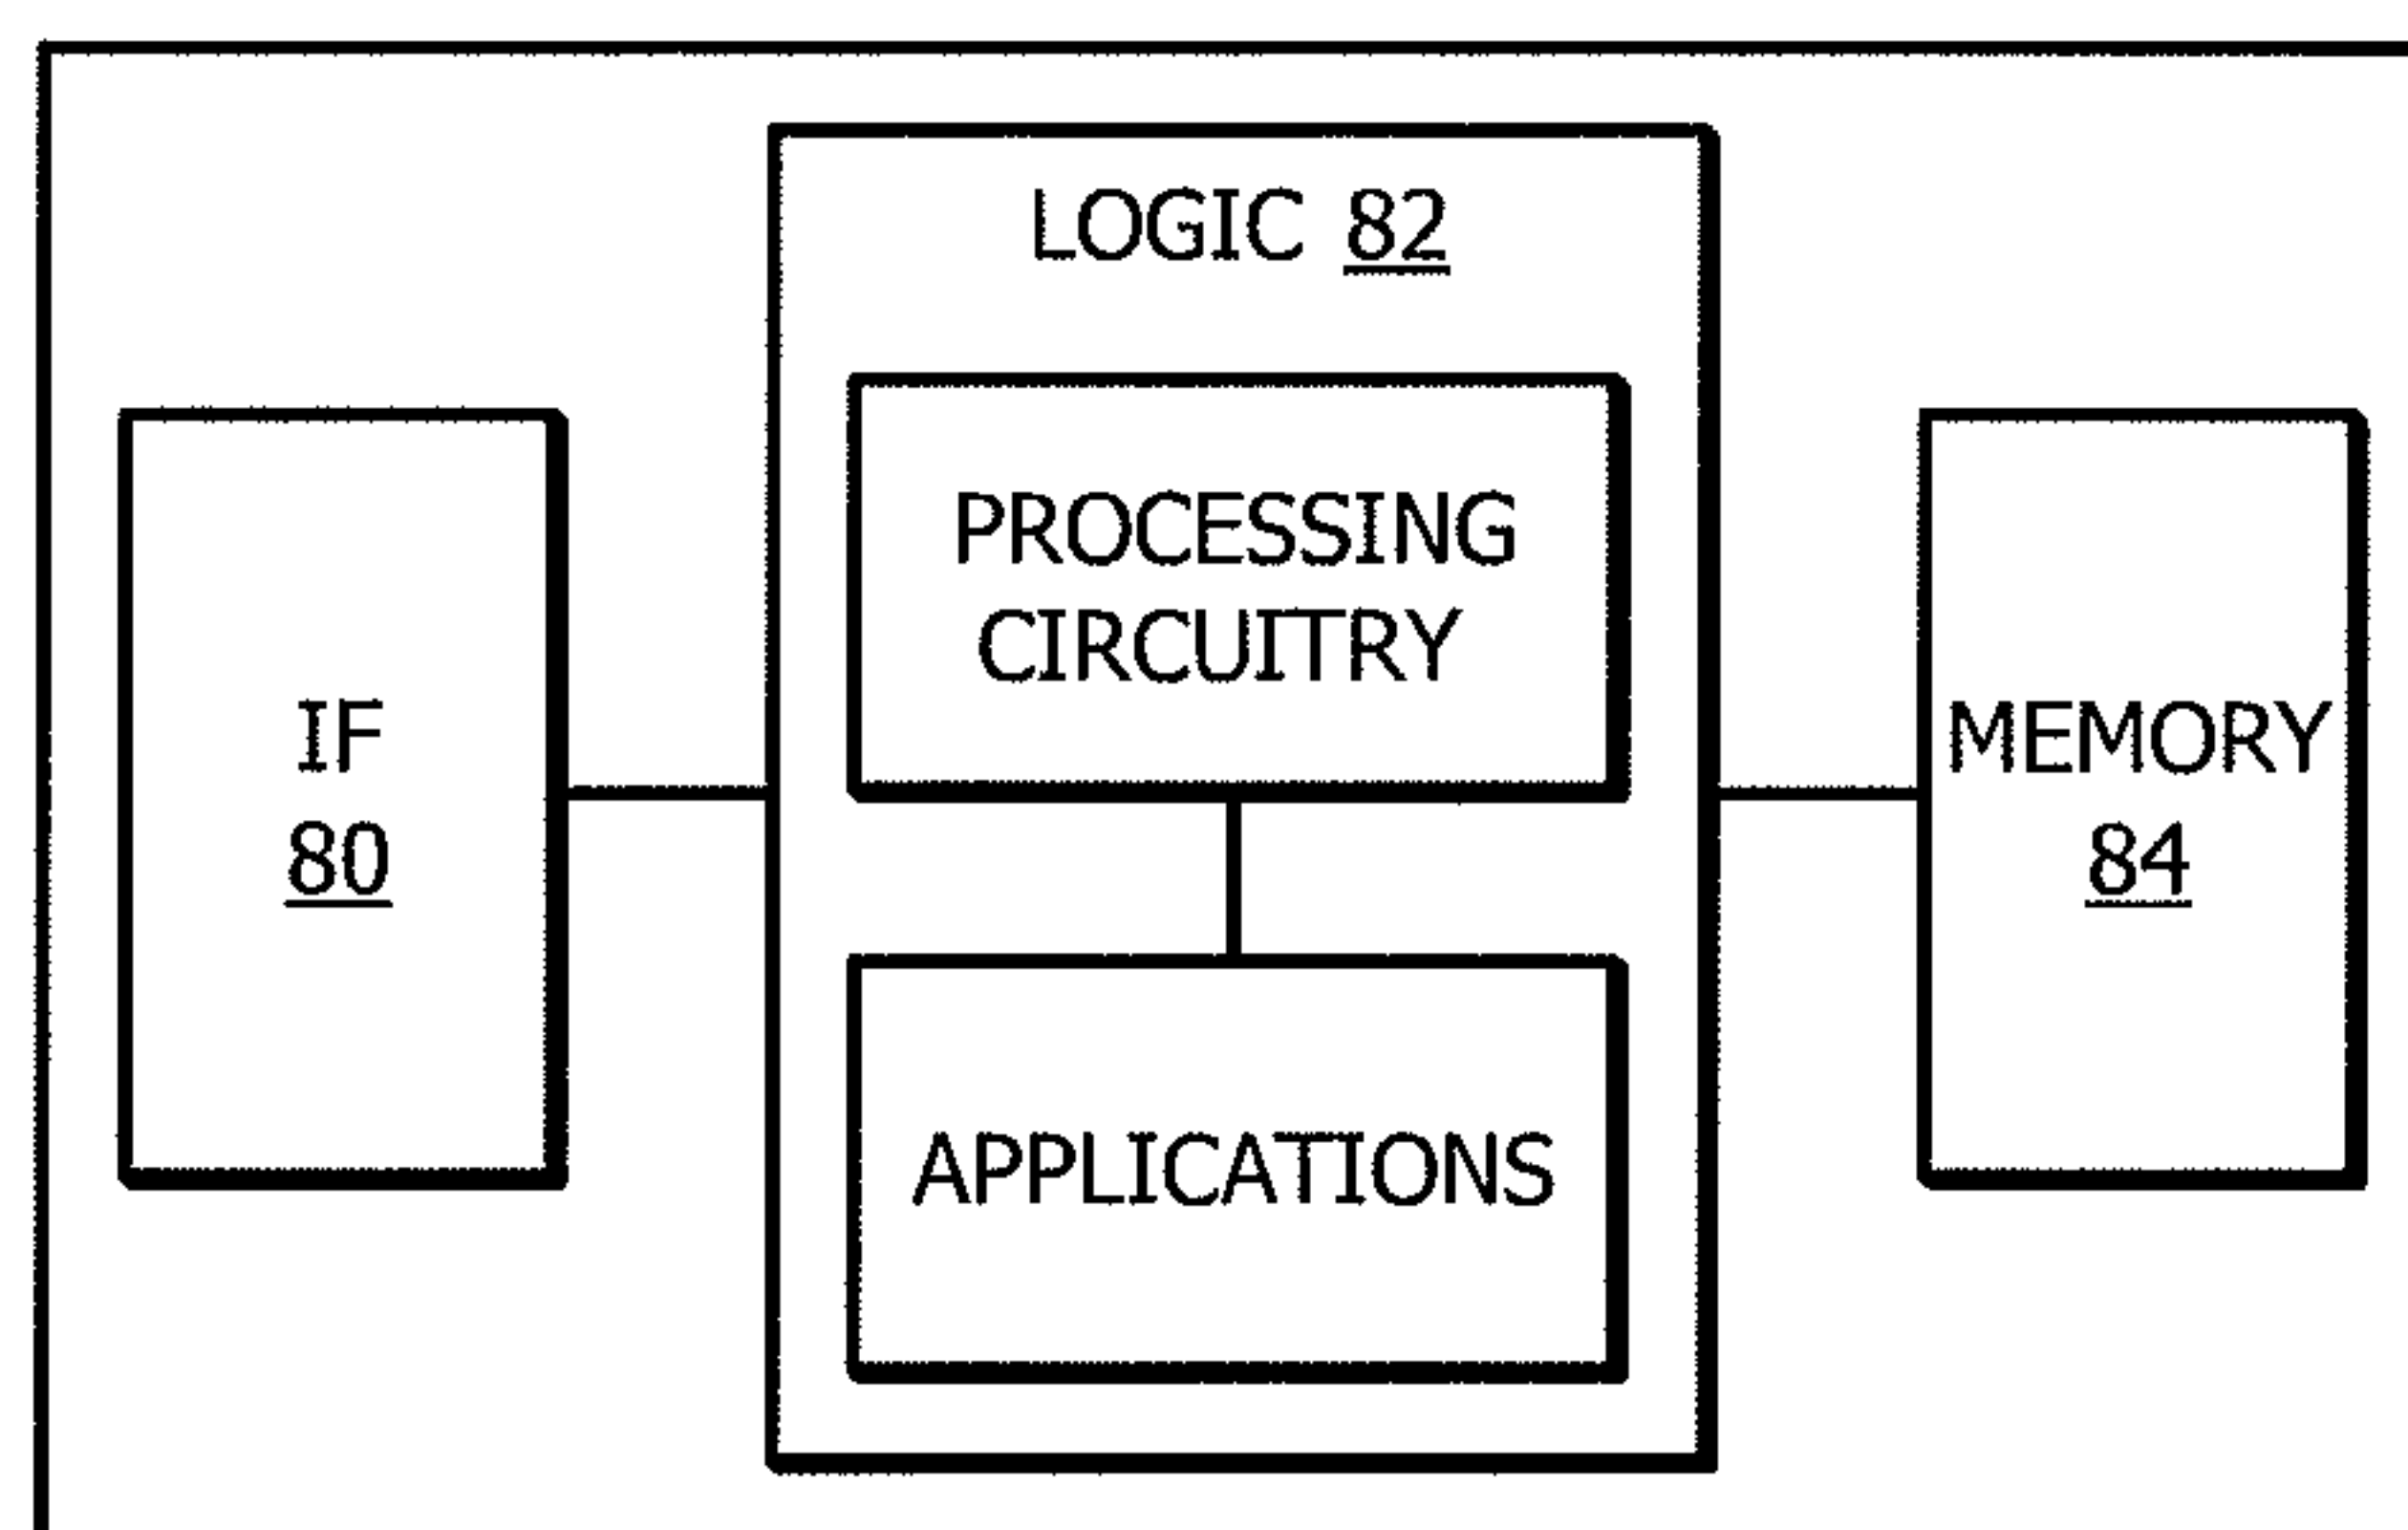 LOGIC 82
PROCESSING
CIRCUITRY
IF
80
MEMORY
84
APPLICATIONS